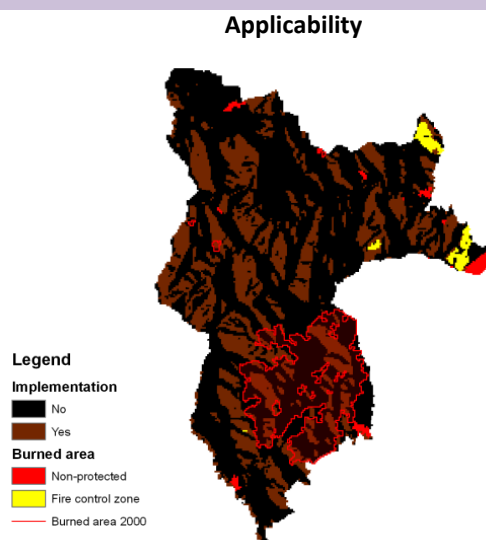 Applicability
Legend
Implementation
No
Yes
Burned area
Non-protected
Fire control zone
Burned area 2000